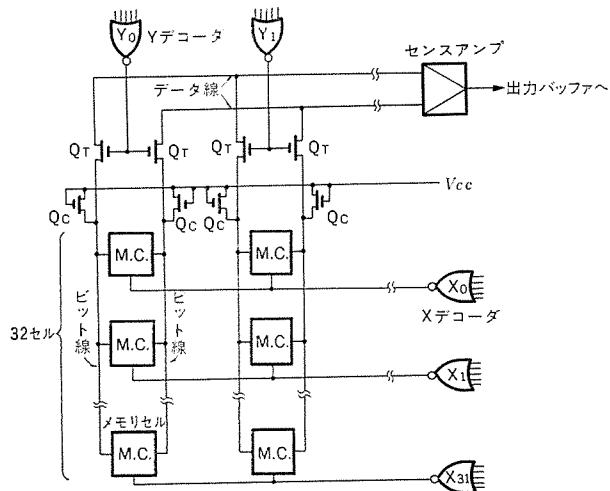 Y0
Yデコータ
Y1
センスアンプ
データ線
出力バッファへ
QT
QT
QT
QT
Vcc
QC
QC
QC
QC
M.C.
M.C.
X0
Xデコーダ
32セル
ビット線
ビット線
M.C.
M.C.
X1
メモリセル
M.C.
M.C.
X31